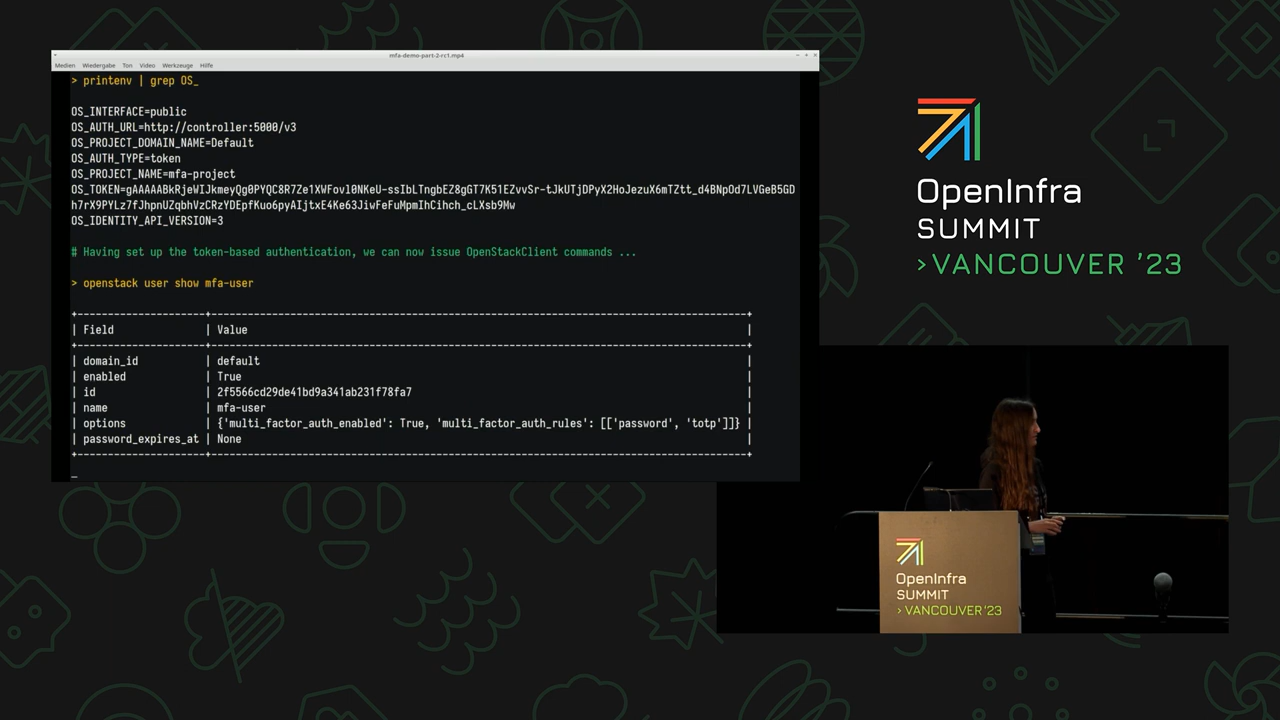 mfa-demo-part-2-rc1.mp4
Medien Wiedergabe Ton Video Werkzeuge Hilfe
> printenv | grep OS_
OS_INTERFACE=public
OS_AUTH_URL=http://controller:5000/v3
OS_PROJECT_DOMAIN_NAME=Default
OS_AUTH_TYPE=token
OS_PROJECT_NAME=mfa-project
OS_TOKEN=gAAAAABkRjeWIJkmeyQg0PYQC8R7Ze1XWFovl0NKeU-ssIbLTngbEZ8gGT7K51EZvvSr-tJkUTjDPyX2HoJezuX6mTZtt_d4BNpOd7LVGeB5GD
h7rX9PYLz7fJhpnUZqbhVzCRzYDEpfKuo6pyAIjtxE4Ke63JiwFeFuMpmIhCihch_cLXsb9Mw
OS_IDENTITY_API_VERSION=3
# Having set up the token-based authentication, we can now issue OpenStackClient commands ...
> openstack user show mfa-user
| Field | Value |
| domain_id | default |
| enabled | True |
| id | 2f5566cd29de41bd9a341ab231f78fa7 |
| name | mfa-user |
| options | {'multi_factor_auth_enabled': True, 'multi_factor_auth_rules': [['password', 'totp']]} |
| password_expires_at | None |
OpenInfra
SUMMIT
>VANCOUVER '23
OpenInfra
SUMMIT
>VANCOUVER'23